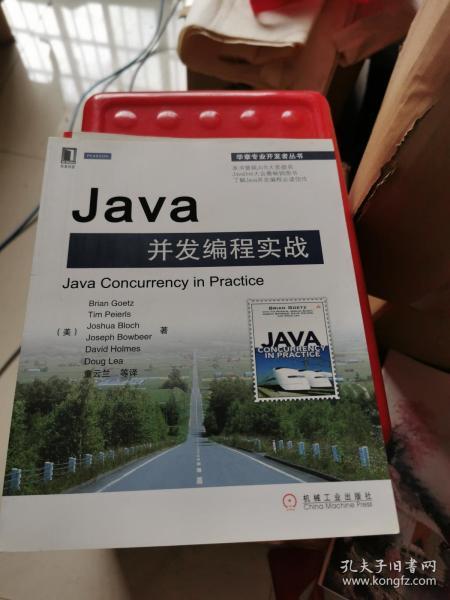 华章专业开发者丛书
PEARSON
Java
并发编程实战
Java Concurrency in Practice
Brian Goetz
Tim Peierls
Joshua Bloch
(美) Joseph Bowbeer 著
David Holmes
Doug Lea
童云兰 等译
BRIAN GOETZ
JAVA
CONCURRENCY
IN PRACTICE
机械工业出版社
China Machine Press
孔夫子旧书网
www.kongfz.com